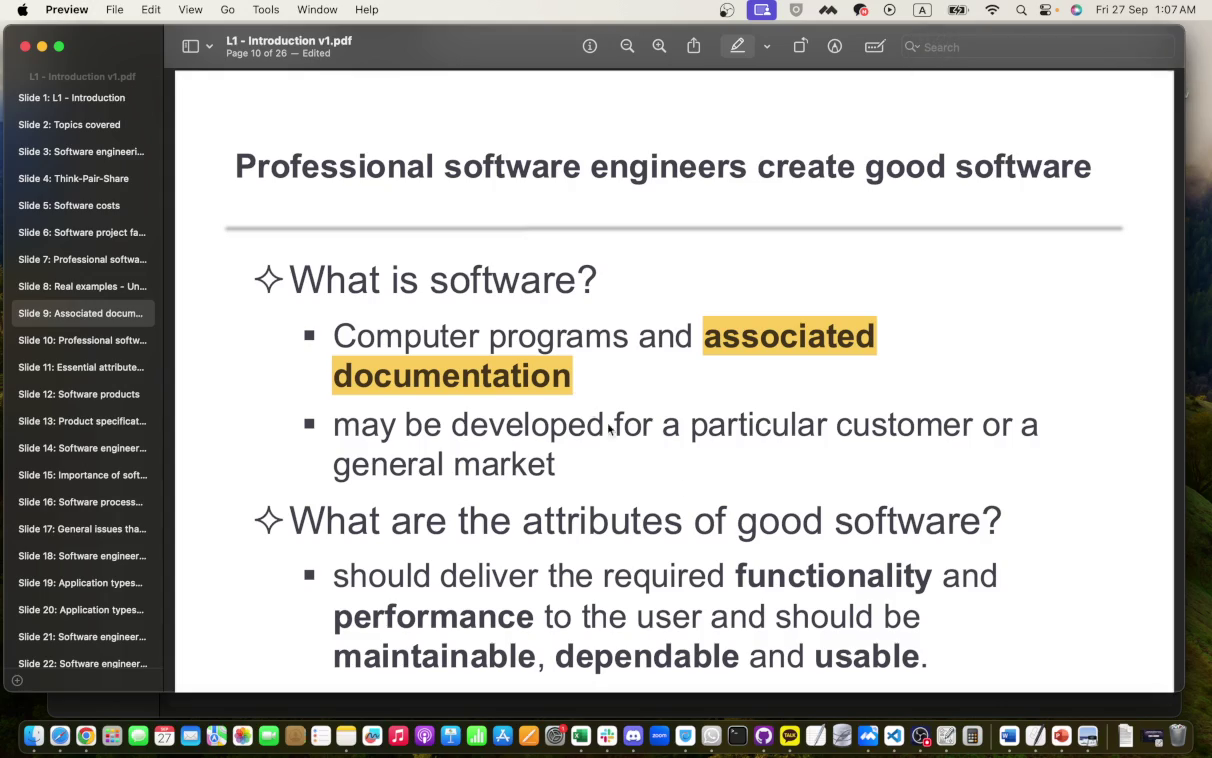 Preview File Edit View Go Tools Window Help
A
Fri 27 Sep 1:07 AM
L1 - Introduction v1.pdf
Page 10 of 26 — Edited
Search
L1 - Introduction v1.pdf
Slide 1: L1 - Introduction
Slide 2: Topics covered
Slide 3: Software engineeri...
Slide 4: Think-Pair-Share
Slide 5: Software costs
Slide 6: Software project fa...
Slide 7: Professional softwa...
Slide 8: Real examples - Un...
Slide 9: Associated docum...
Slide 10: Professional softw...
Slide 11: Essential attribute...
Slide 12: Software products
Slide 13: Product specificat...
Slide 14: Software engineer...
Slide 15: Importance of soft...
Slide 16: Software process...
Slide 17: General issues tha...
Slide 18: Software engineer...
Slide 19: Application types...
Slide 20: Application types...
Slide 21: Software engineer...
Slide 22: Software engineer...
Professional software engineers create good software
What is software?
Computer programs and associated
documentation
may be developed for a particular customer or a
general market
What are the attributes of good software?
should deliver the required functionality and
performance to the user and should be
maintainable, dependable and usable.
SEP
27
zoom
TALK